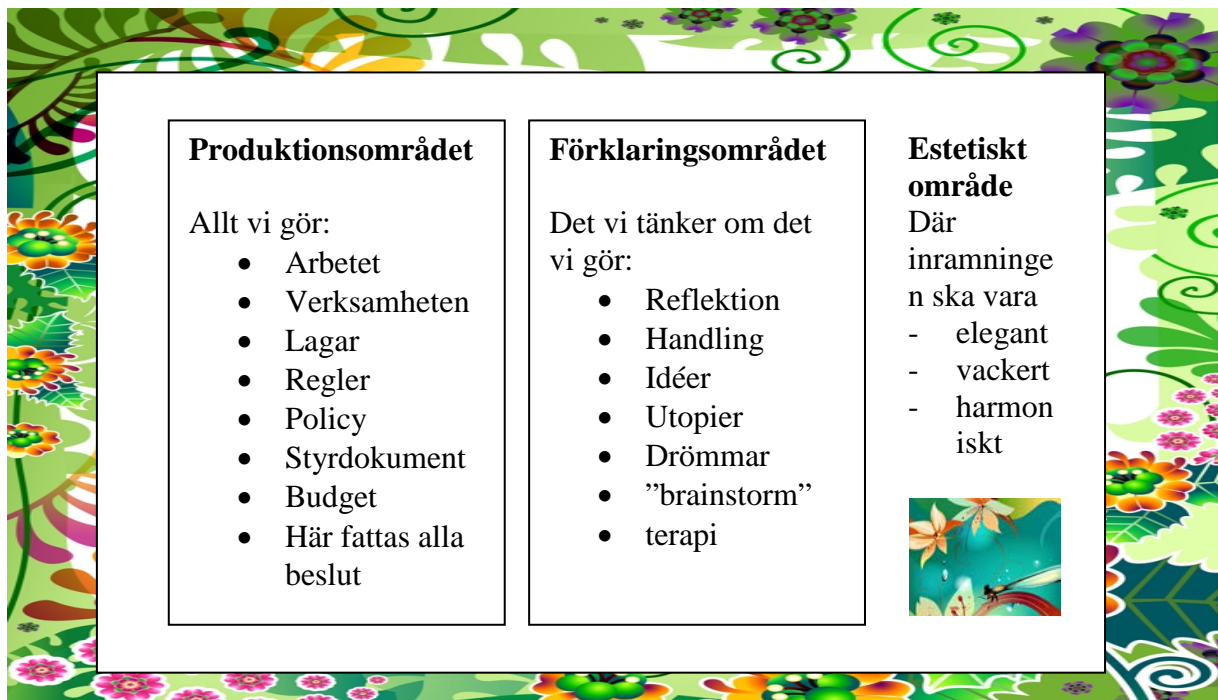 Produktionsområdet
Allt vi gör:
• Arbetet
• Verksamheten
• Lagar
• Regler
• Policy
• Styrdokument
• Budget
• Här fattas alla
beslut
Förklaringsområdet
Det vi tänker om det
vi gör:
• Reflektion
• Handling
• Idéer
• Utopier
• Drömmar
• ”brainstorm”
• terapi
Estetiskt
område
Där
inramninge
n ska vara
- elegant
- vackert
- harmon
iskt